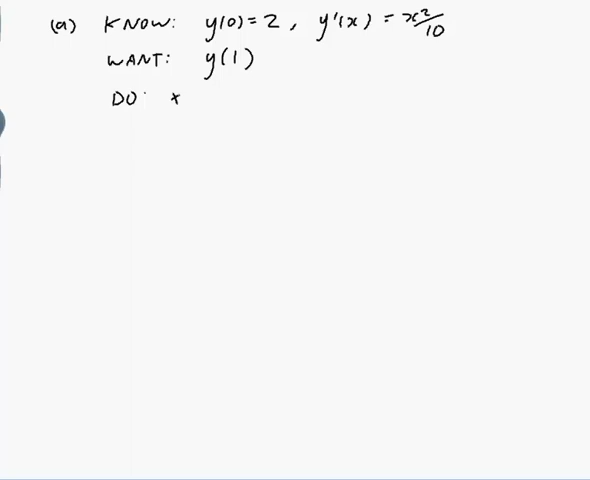 (a) KNOW: y(0) = 2, y'(x) = x²/10
WANT: y(1)
DO: *